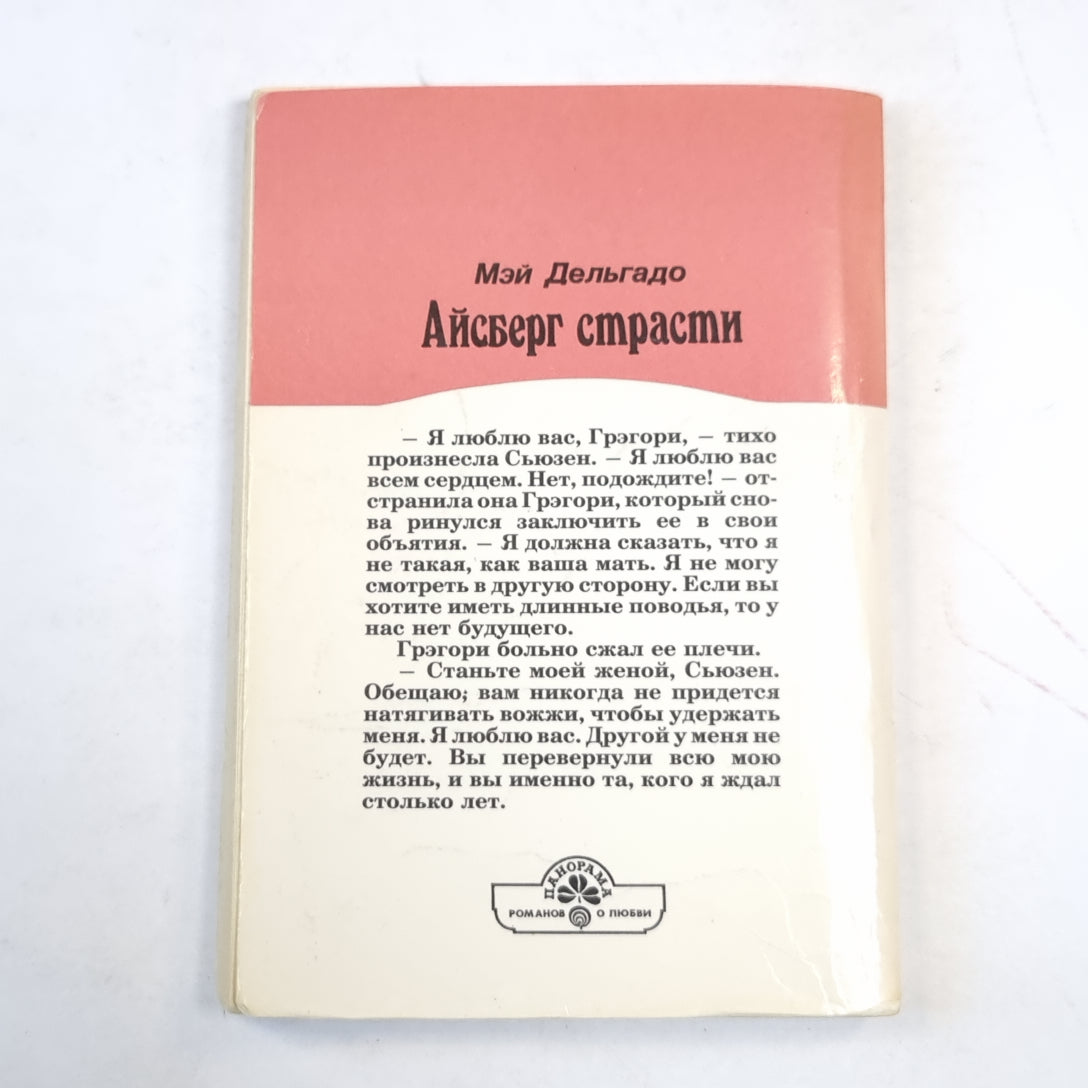 Мэй Дельгадо
Айсберг страсти
— Я люблю вас, Грэгори, — тихо
произнесла Сьюзен. — Я люблю вас
всем сердцем. Нет, подождите! — от-
странила она Грэгори, который сно-
ва ринулся заключить ее в свои
объятия. — Я должна сказать, что я
не такая, как ваша мать. Я не могу
смотреть в другую сторону. Если вы
хотите иметь длинные поводья, то у
нас нет будущего.
Грэгори больно сжал ее плечи.
— Станьте моей женой, Сьюзен.
Обещаю; вам никогда не придется
натягивать вожжи, чтобы удержать
меня. Я люблю вас. Другой у меня не
будет. Вы перевернули всю мою
жизнь, и вы именно та, кого я ждал
столько лет.
ПАНОРАМА
РОМАНОВ О ЛЮБВИ